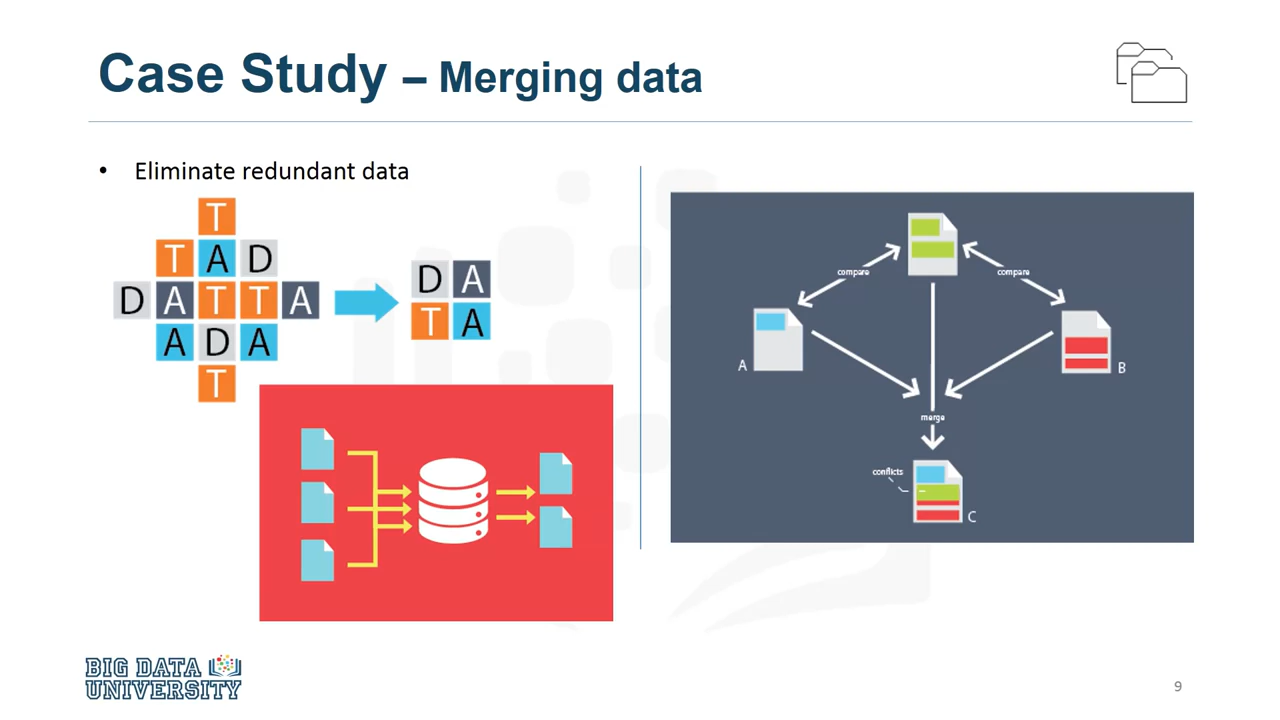 Case Study – Merging data
• Eliminate redundant data
T
T A D
D A T T A
A D A
T
D A
T A
compare
compare
A
B
merge
conflicts
C
BIG DATA
UNIVERSITY
9